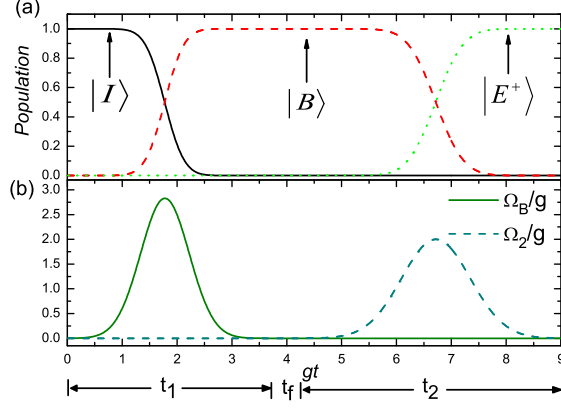 (a)
Population
1.0
0.8
0.6
0.4
0.2
0.0
|I⟩
|B⟩
|E⁺⟩
(b)
3.0
2.5
2.0
1.5
1.0
0.5
0.0
Ω_B/g
Ω_2/g
0 1 2 3 4 5 6 7 8 9
gt
t_1 t_f t_2